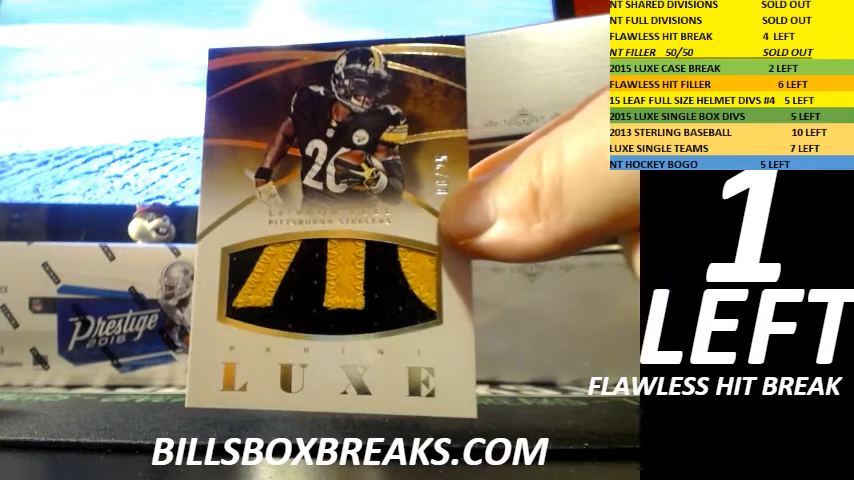 NT SHARED DIVISIONS SOLD OUT
NT FULL DIVISIONS SOLD OUT
FLAWLESS HIT BREAK 4 LEFT
NT FILLER 50/50 SOLD OUT
2015 LUXE CASE BREAK 2 LEFT
FLAWLESS HIT FILLER 6 LEFT
15 LEAF FULL SIZE HELMET DIVS #4 5 LEFT
2015 LUXE SINGLE BOX DIVS 5 LEFT
2013 STERLING BASEBALL 10 LEFT
LUXE SINGLE TEAMS 7 LEFT
NT HOCKEY BOGO 5 LEFT
1
LEFT
FLAWLESS HIT BREAK
26
LE'VEON BELL
PITTSBURGH STEELERS
PANINI
LUXE
Prestige
2016
BILLSBOXBREAKS.COM